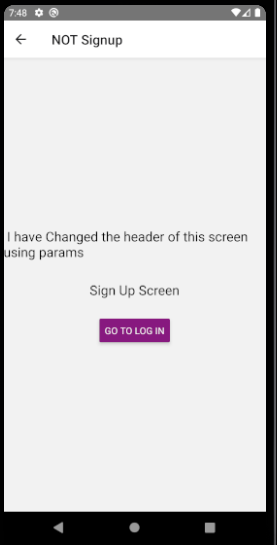 7:48
NOT Signup
I have Changed the header of this screen
using params
Sign Up Screen
GO TO LOG IN